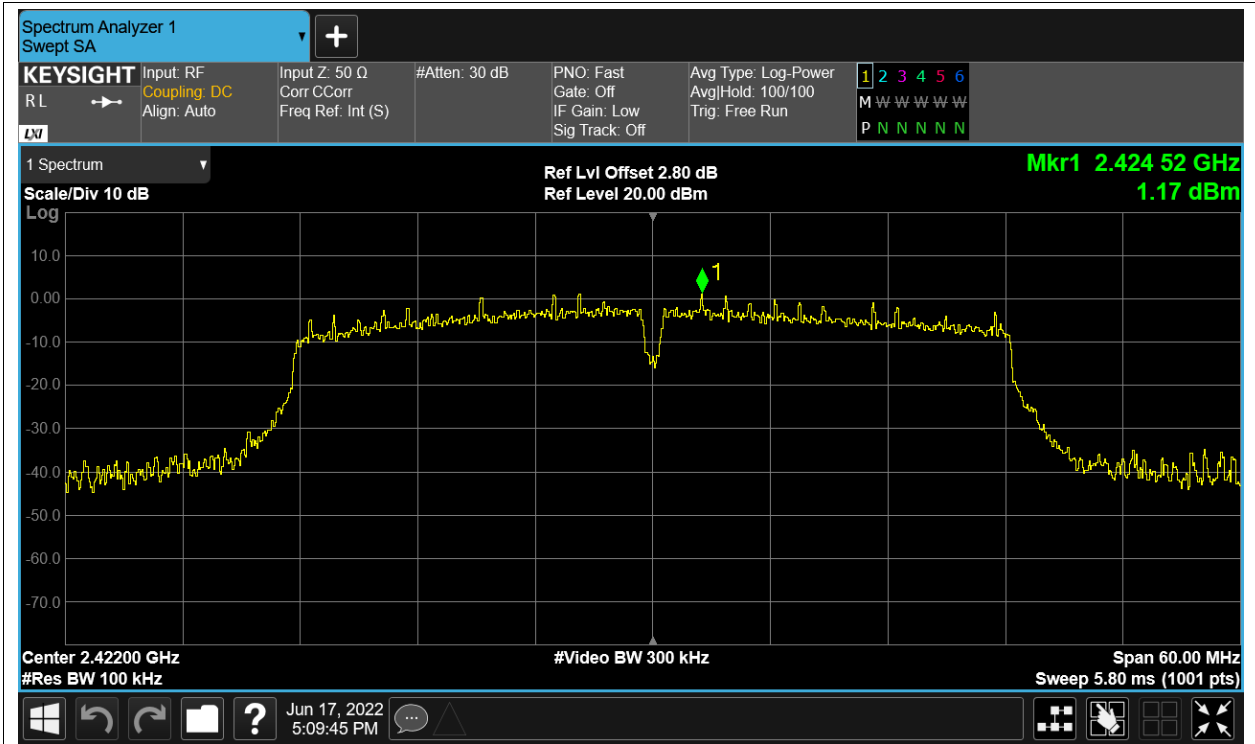 Spectrum Analyzer 1
Swept SA
KEYSIGHT
R L
LXI
Input: RF
Coupling: DC
Align: Auto
Input Z: 50 Ω
Corr CCorr
Freq Ref: Int (S)
#Atten: 30 dB
PNO: Fast
Gate: Off
IF Gain: Low
Sig Track: Off
Avg Type: Log-Power
Avg|Hold: 100/100
Trig: Free Run
1 2 3 4 5 6
M W W W W W
P N N N N N
1 Spectrum
Scale/Div 10 dB
Log
Ref Lvl Offset 2.80 dB
Ref Level 20.00 dBm
Mkr1 2.424 52 GHz
1.17 dBm
10.0
0.00
-10.0
-20.0
-30.0
-40.0
-50.0
-60.0
-70.0
1
Center 2.42200 GHz
#Res BW 100 kHz
#Video BW 300 kHz
Span 60.00 MHz
Sweep 5.80 ms (1001 pts)
?
Jun 17, 2022
5:09:45 PM